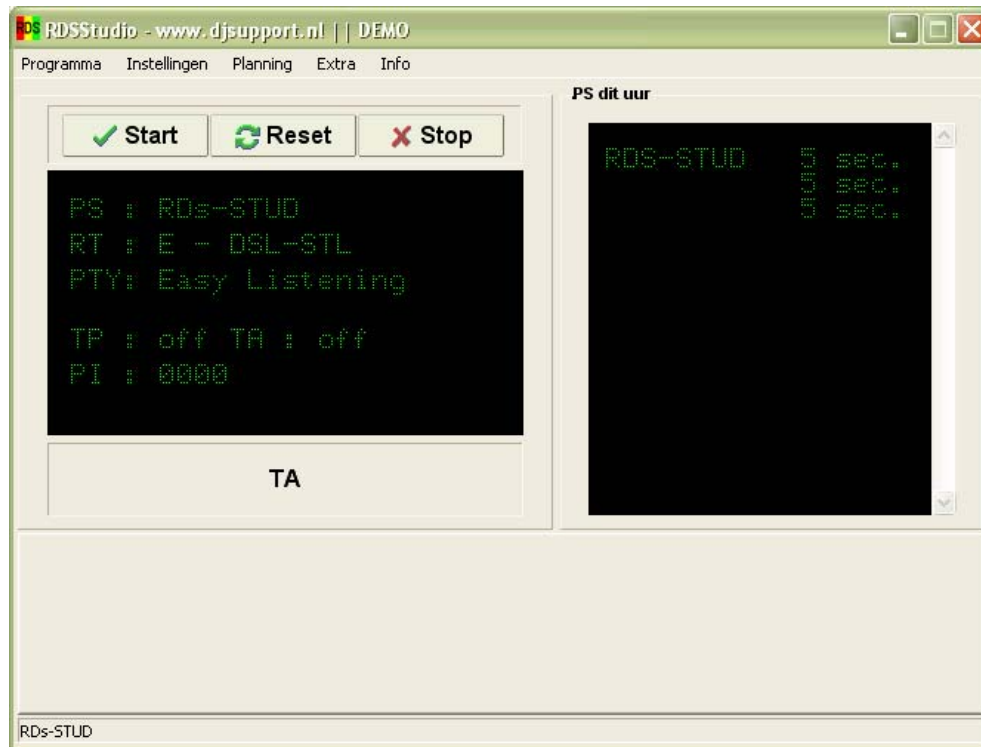 RDS RDSStudio - www.djsupport.nl || DEMO
Programma Instellingen Planning Extra Info
Start Reset Stop
PS : RDs-STUD
RT : E - DSL-STL
PTY: Easy Listening
TP : off TA : off
PI : 0000
TA
PS dit uur
RDS-STUD 5 sec.
5 sec.
5 sec.
RDs-STUD